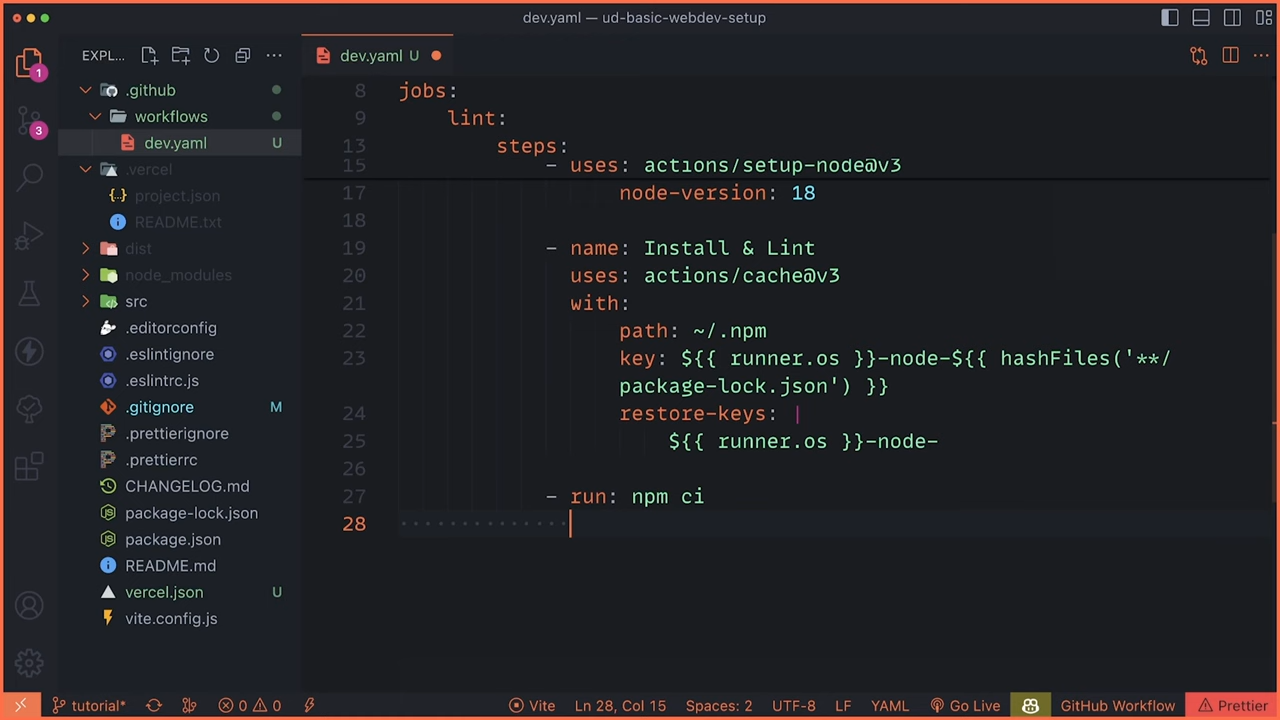 dev.yaml — ud-basic-webdev-setup
EXPL...
dev.yaml U
1
.github
workflows
3
dev.yaml U
.vercel
project.json
README.txt
dist
node_modules
src
.editorconfig
.eslintignore
.eslintrc.js
.gitignore M
.prettierignore
.prettierrc
CHANGELOG.md
package-lock.json
package.json
README.md
vercel.json U
vite.config.js
8 jobs:
9 lint:
13 steps:
15 - uses: actions/setup-node@v3
17 node-version: 18
18
19 - name: Install & Lint
20 uses: actions/cache@v3
21 with:
22 path: ~/.npm
23 key: ${{ runner.os }}-node-${{ hashFiles('**/
package-lock.json') }}
24 restore-keys: |
25 ${{ runner.os }}-node-
26
27 - run: npm ci
28
tutorial* 0 0 Vite Ln 28, Col 15 Spaces: 2 UTF-8 LF YAML Go Live GitHub Workflow Prettier